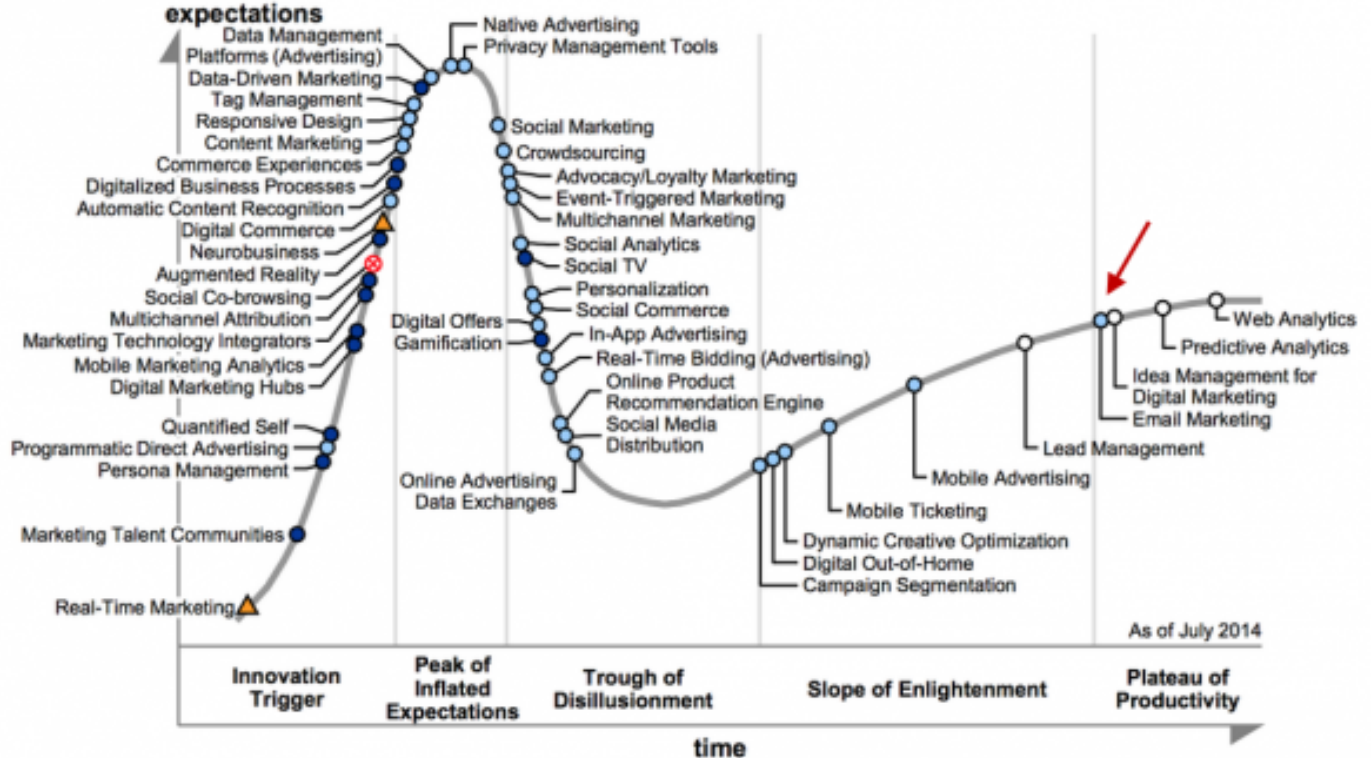 expectations
Data Management
Platforms (Advertising)
Data-Driven Marketing
Tag Management
Responsive Design
Content Marketing
Commerce Experiences
Digitalized Business Processes
Automatic Content Recognition
Digital Commerce
Neurobusiness
Augmented Reality
Social Co-browsing
Multichannel Attribution
Marketing Technology Integrators
Mobile Marketing Analytics
Digital Marketing Hubs
Quantified Self
Programmatic Direct Advertising
Persona Management
Marketing Talent Communities
Real-Time Marketing
Native Advertising
Privacy Management Tools
Social Marketing
Crowdsourcing
Advocacy/Loyalty Marketing
Event-Triggered Marketing
Multichannel Marketing
Social Analytics
Social TV
Personalization
Social Commerce
Digital Offers
Gamification
In-App Advertising
Real-Time Bidding (Advertising)
Online Product
Recommendation Engine
Social Media
Distribution
Online Advertising
Data Exchanges
Web Analytics
Predictive Analytics
Idea Management for
Digital Marketing
Email Marketing
Lead Management
Mobile Advertising
Mobile Ticketing
Dynamic Creative Optimization
Digital Out-of-Home
Campaign Segmentation
As of July 2014
Innovation
Trigger
Peak of
Inflated
Expectations
Trough of
Disillusionment
Slope of Enlightenment
Plateau of
Productivity
time